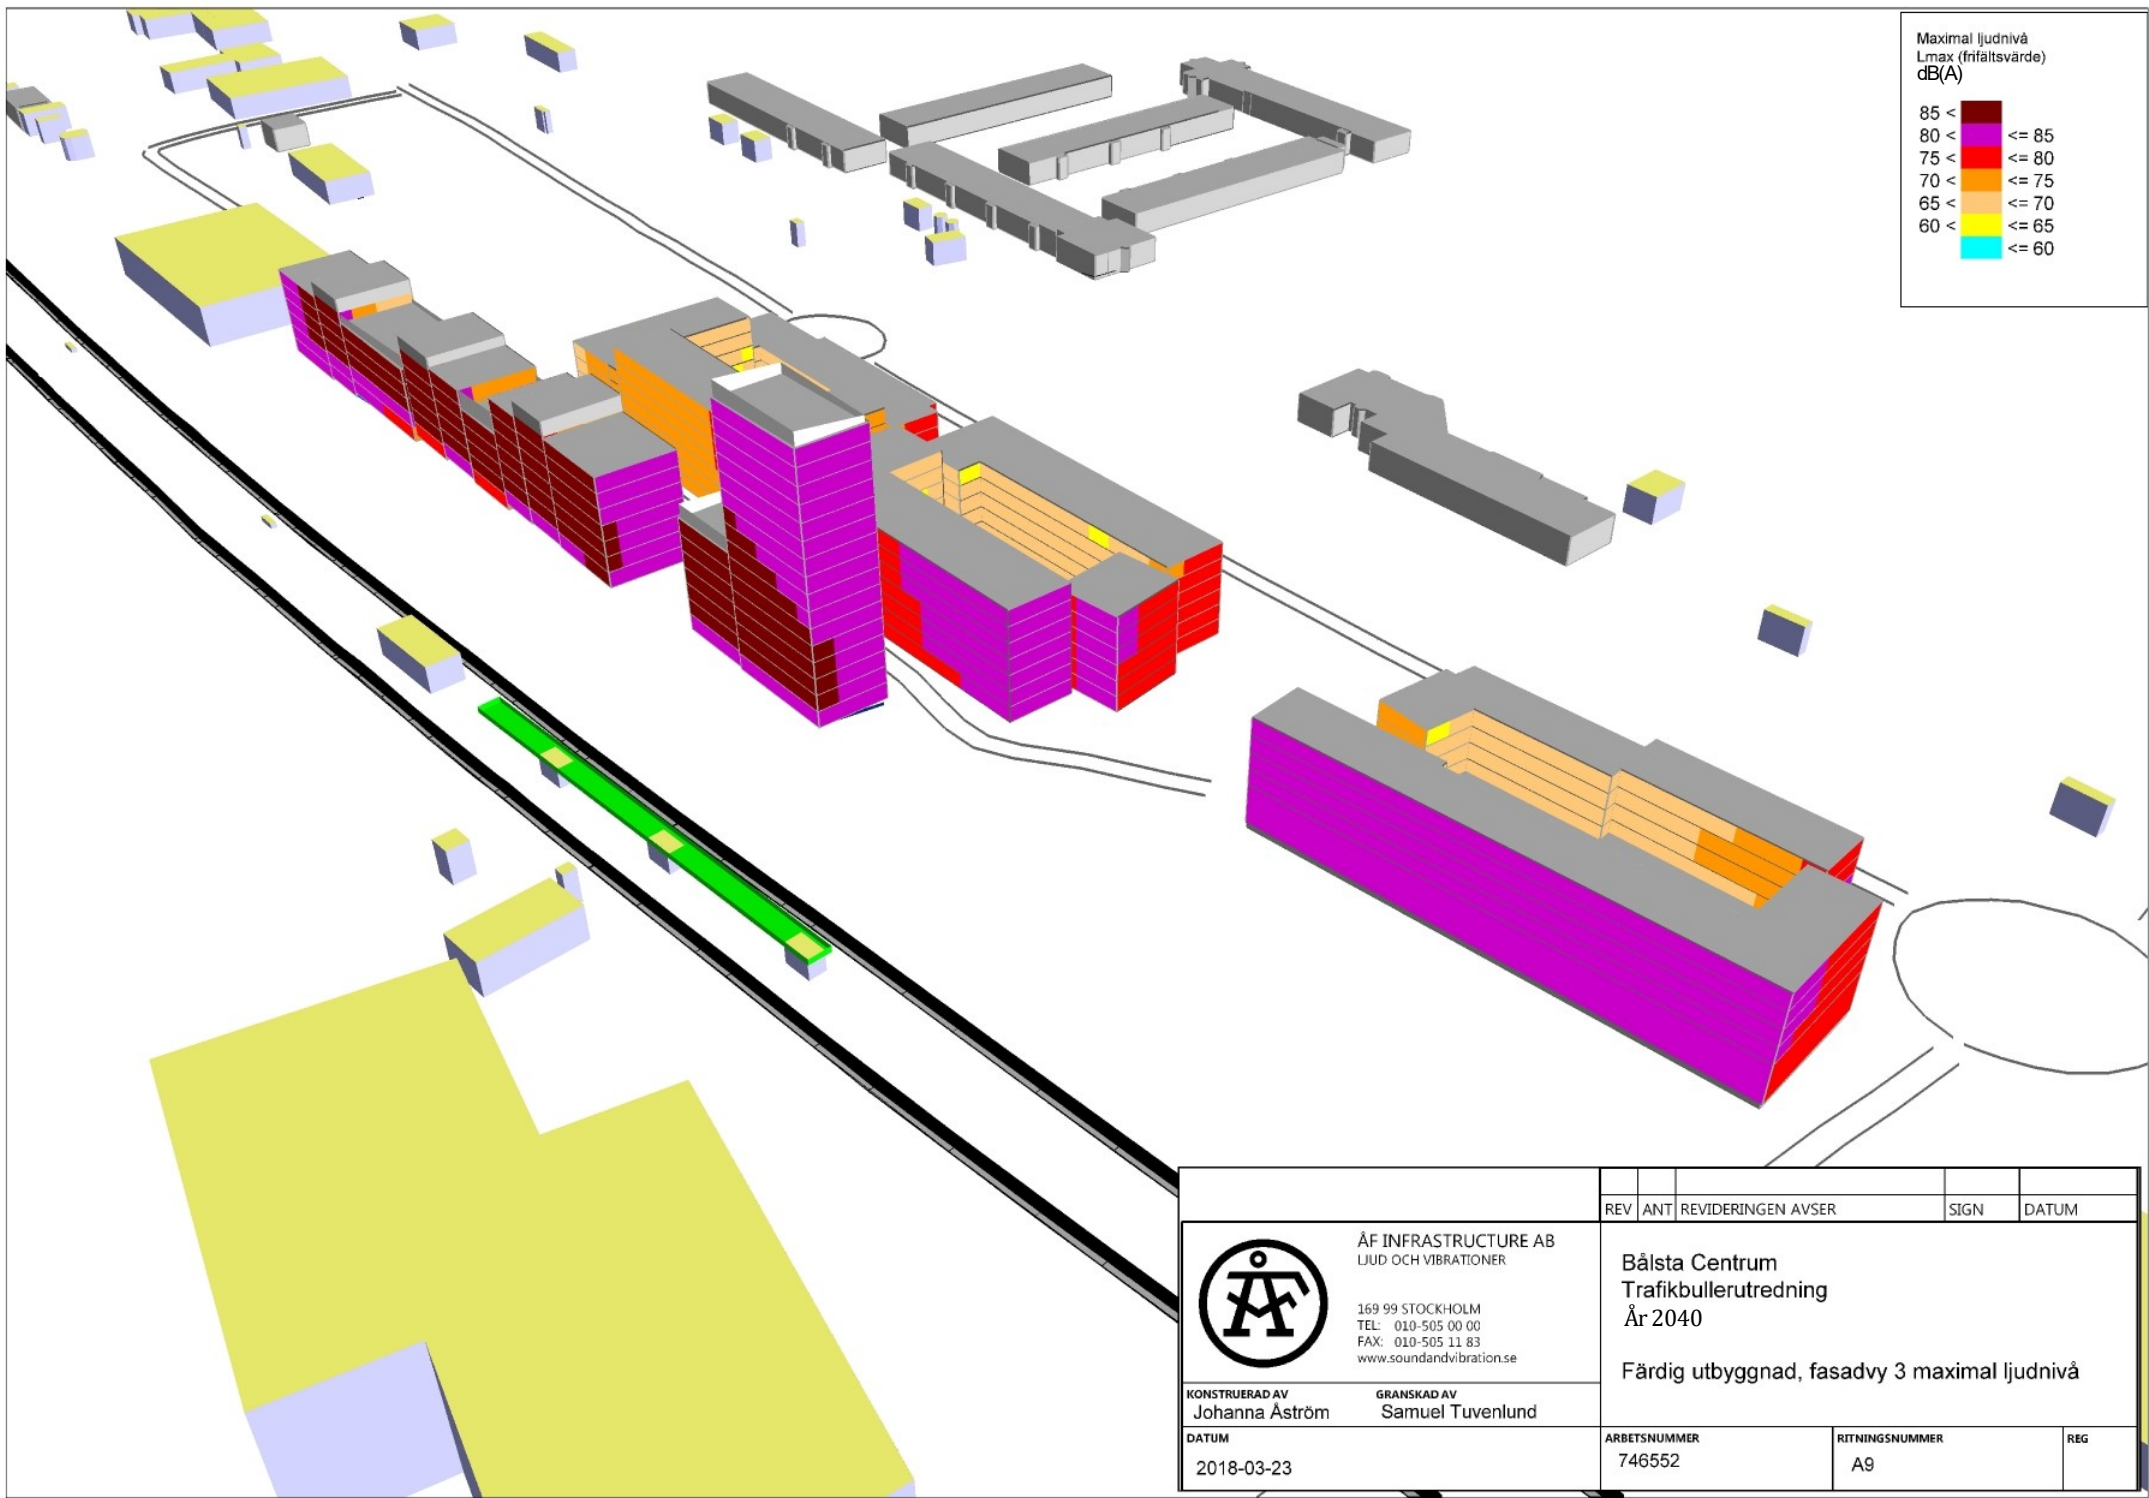 Maximal ljudnivå
Lmax (frifältsvärde)
dB(A)
85 <
80 < <= 85
75 < <= 80
70 < <= 75
65 < <= 70
60 < <= 65
<= 60
REV ANT REVIDERINGEN AVSER SIGN DATUM
ÅF
ÅF INFRASTRUCTURE AB
LJUD OCH VIBRATIONER
169 99 STOCKHOLM
TEL: 010-505 00 00
FAX: 010-505 11 83
www.soundandvibration.se
Bålsta Centrum
Trafikbullerutredning
År 2040
Färdig utbyggnad, fasadvy 3 maximal ljudnivå
KONSTRUERAD AV GRANSKAD AV
Johanna Åström Samuel Tuvenlund
DATUM
2018-03-23
ARBETSNUMMER RITNINGSNUMMER REG
746552 A9